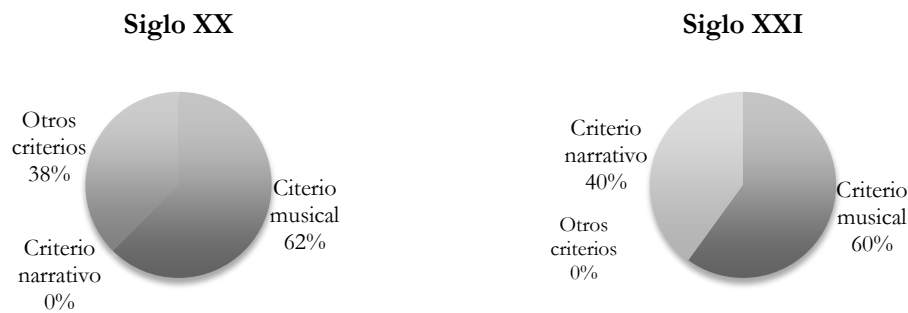 Siglo XX
Otros
criterios
38%
Citerio
musical
62%
Criterio
narrativo
0%
Siglo XXI
Criterio
narrativo
40%
Otros
criterios
0%
Criterio
musical
60%